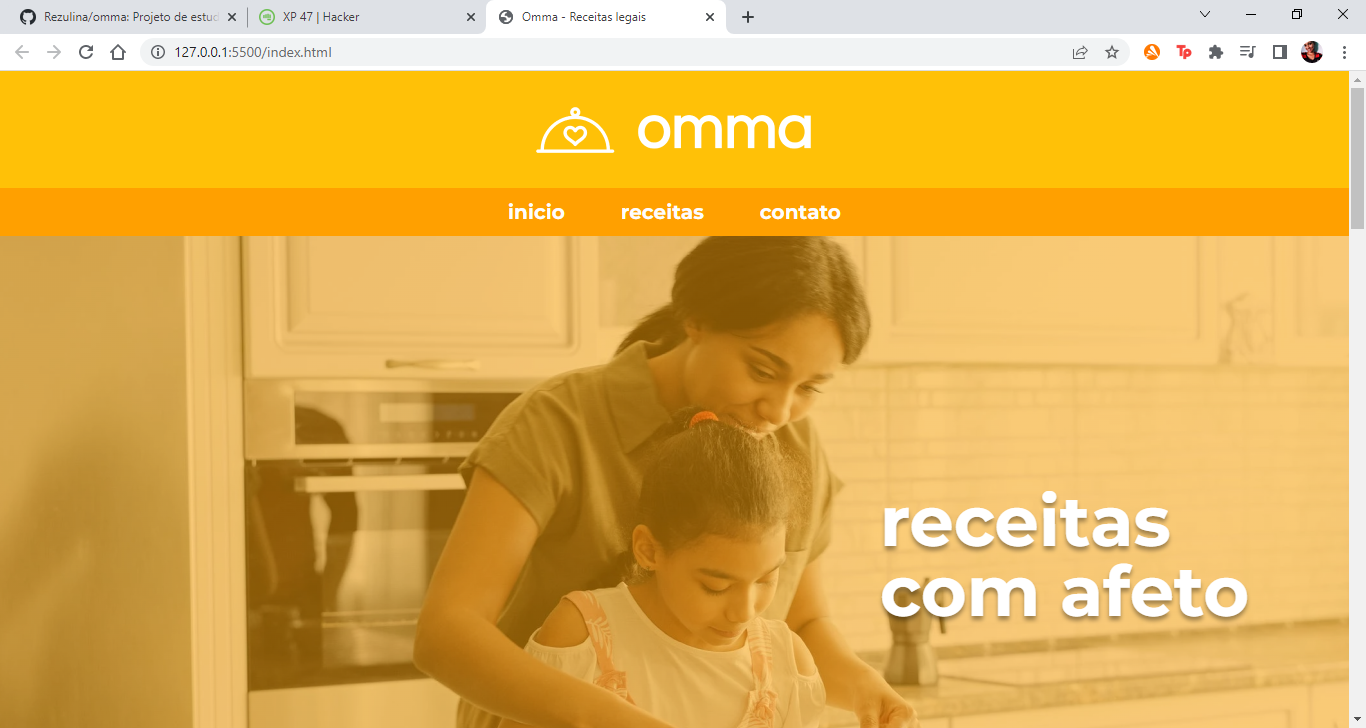 Rezulina/omma: Projeto de estud
XP 47 | Hacker
Omma - Receitas legais
127.0.0.1:5500/index.html
Tp
omma
inicio
receitas
contato
receitas
com afeto